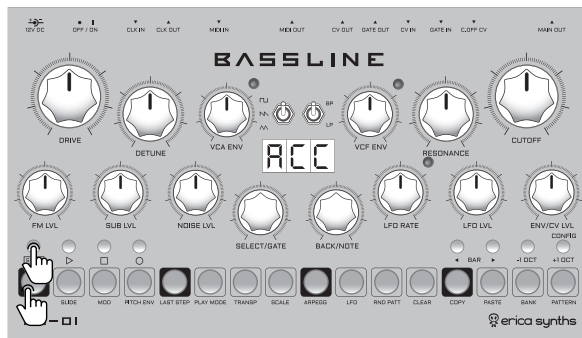 12V DC OFF / ON CLK IN CLK OUT MIDI IN MIDI OUT CV OUT GATE OUT CV IN GATE IN C.OFF CV MAIN OUT
BASSLINE
BP
LP
DRIVE DETUNE VCA ENV VCF ENV RESONANCE CUTOFF
ACC
FM LVL SUB LVL NOISE LVL LFO RATE LFO LVL ENV/CV LVL
SELECT/GATE BACK/NOTE
CONFIG
BAR -1 OCT +1 OCT
SLIDE MOD PITCH ENV LAST STEP PLAY MODE TRANSP SCALE ARPEGG LFO RND PATT CLEAR COPY PASTE BANK PATTERN
-01
erica synths